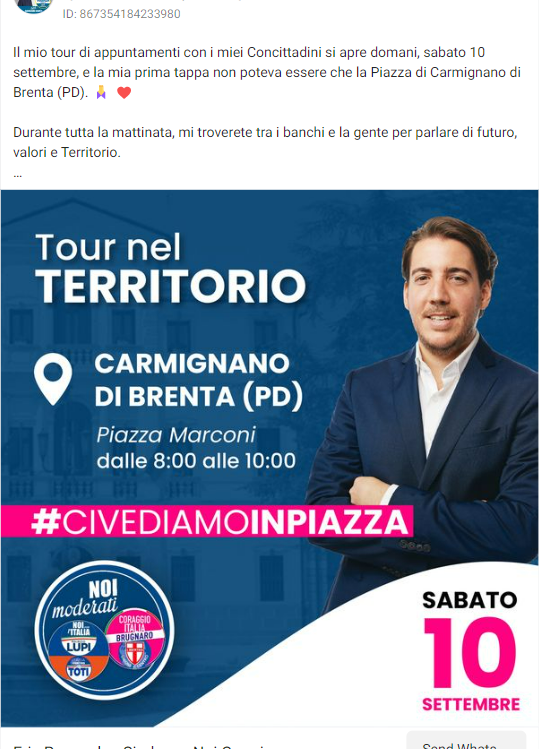 ID: 867354184233980
Il mio tour di appuntamenti con i miei Concittadini si apre domani, sabato 10
settembre, e la mia prima tappa non poteva essere che la Piazza di Carmignano di
Brenta (PD).
Durante tutta la mattinata, mi troverete tra i banchi e la gente per parlare di futuro,
valori e Territorio.
...
Tour nel
TERRITORIO
CARMIGNANO
DI BRENTA (PD)
Piazza Marconi
dalle 8:00 alle 10:00
#CIVEDIAMOINPIAZZA
NOI
moderati
NOI...
ITALIA
LUPI
TOTI
CORAGGIO
ITALIA
BRUGNARO
SABATO
10
SETTEMBRE